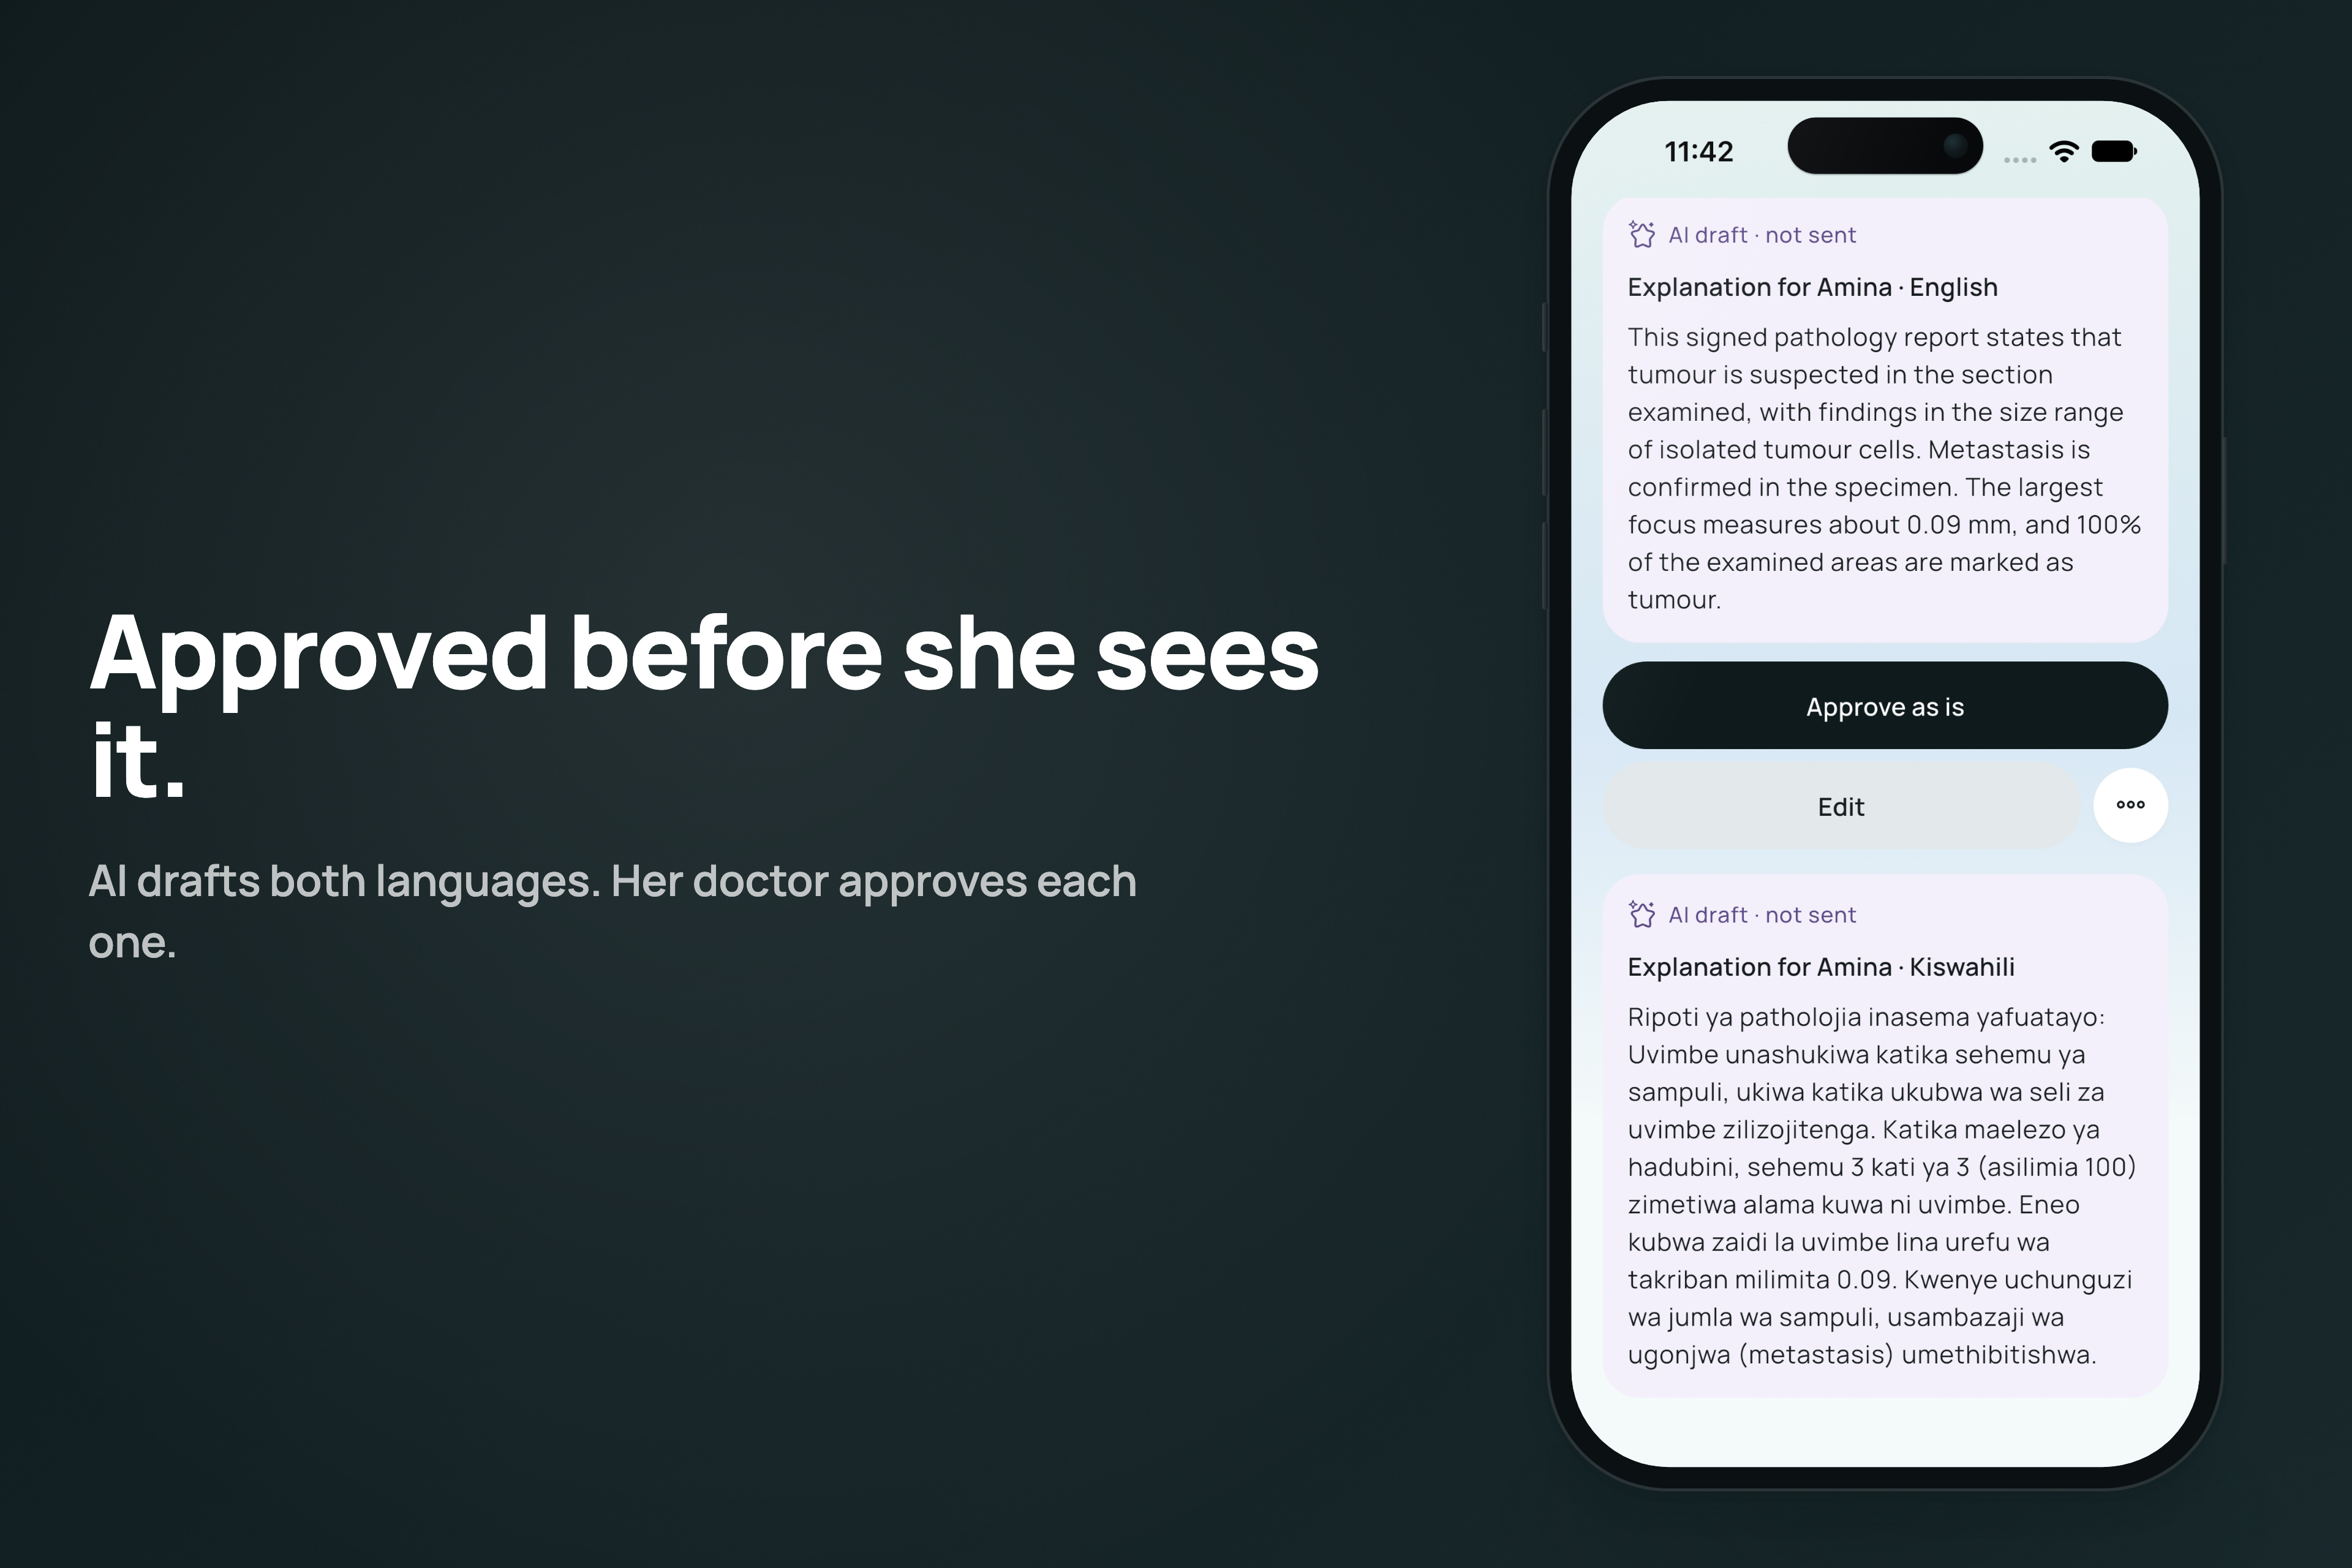 Approved before she sees
it.
AI drafts both languages. Her doctor approves each
one.
11:42
AI draft · not sent
Explanation for Amina · English
This signed pathology report states that
tumour is suspected in the section
examined, with findings in the size range
of isolated tumour cells. Metastasis is
confirmed in the specimen. The largest
focus measures about 0.09 mm, and 100%
of the examined areas are marked as
tumour.
Approve as is
Edit
AI draft · not sent
Explanation for Amina · Kiswahili
Ripoti ya patholojia inasema yafuatayo:
Uvimbe unashukiwa katika sehemu ya
sampuli, ukiwa katika ukubwa wa seli za
uvimbe zilizojitenga. Katika maelezo ya
hadubini, sehemu 3 kati ya 3 (asilimia 100)
zimetiwa alama kuwa ni uvimbe. Eneo
kubwa zaidi la uvimbe lina urefu wa
takriban milimita 0.09. Kwenye uchunguzi
wa jumla wa sampuli, usambazaji wa
ugonjwa (metastasis) umethibitishwa.